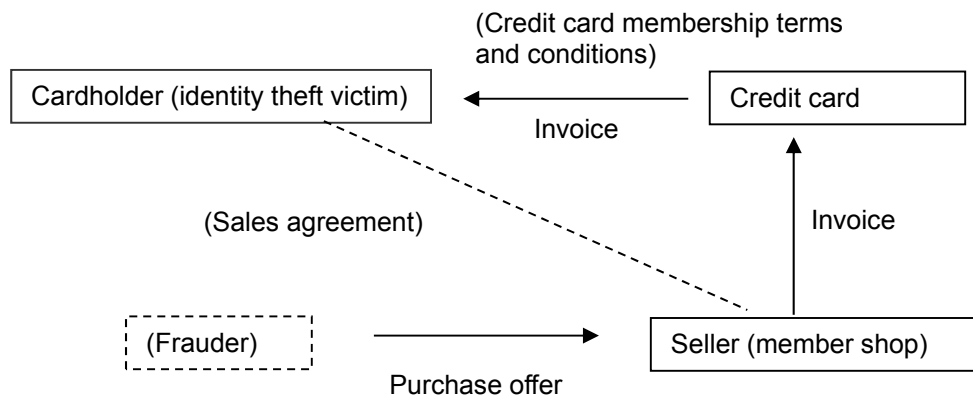 (Credit card membership terms
and conditions)
Cardholder (identity theft victim)
Credit card
Invoice
(Sales agreement)
Invoice
(Frauder)
Seller (member shop)
Purchase offer